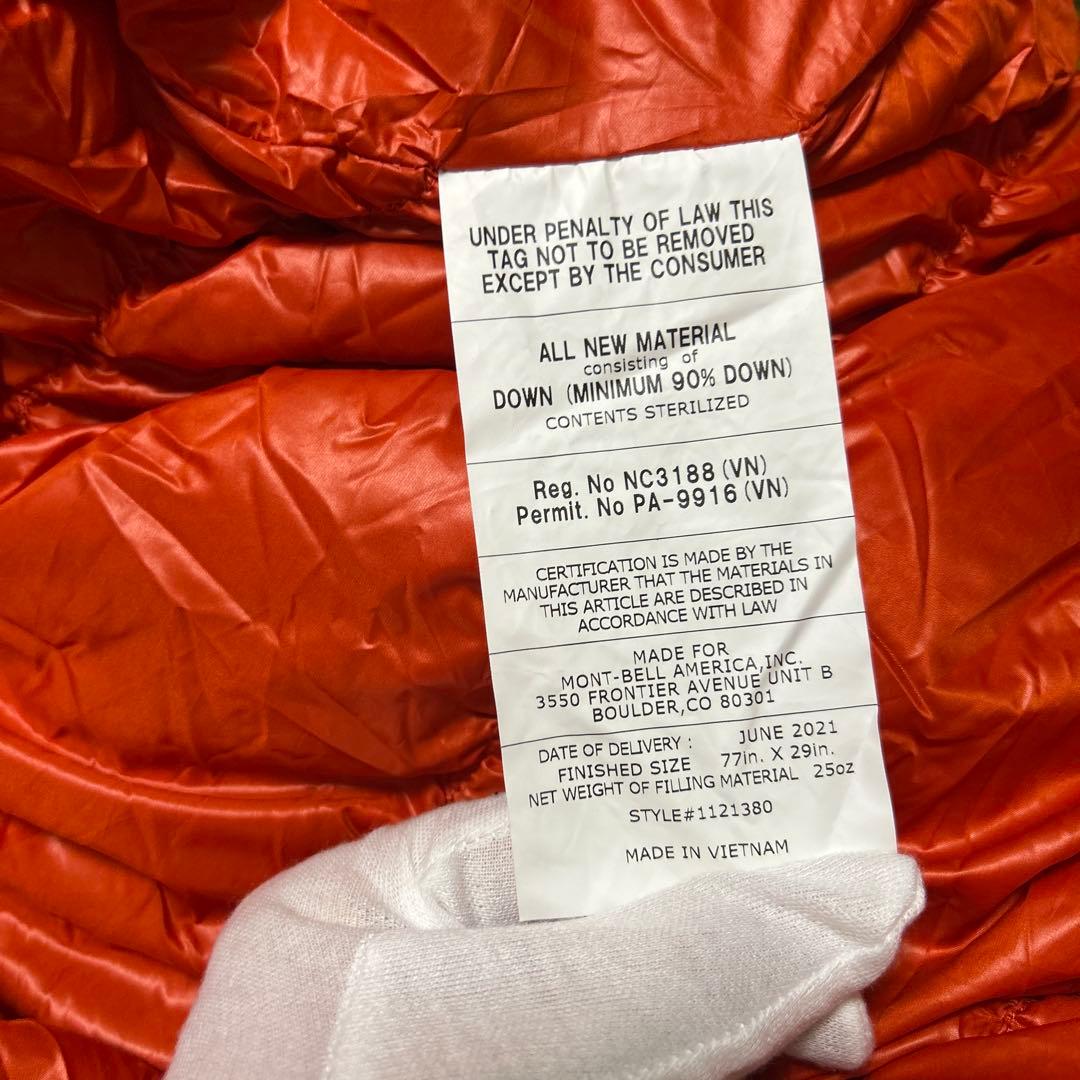 UNDER PENALTY OF LAW THIS
TAG NOT TO BE REMOVED
EXCEPT BY THE CONSUMER
ALL NEW MATERIAL
consisting of
DOWN (MINIMUM 90% DOWN)
CONTENTS STERILIZED
Reg. No NC3188 (VN)
Permit. No PA-9916 (VN)
CERTIFICATION IS MADE BY THE
MANUFACTURER THAT THE MATERIALS IN
THIS ARTICLE ARE DESCRIBED IN
ACCORDANCE WITH LAW
MADE FOR
MONT-BELL AMERICA,INC.
3550 FRONTIER AVENUE UNIT B
BOULDER,CO 80301
DATE OF DELIVERY : JUNE 2021
FINISHED SIZE 77in. X 29in.
NET WEIGHT OF FILLING MATERIAL 25oz
STYLE#1121380
MADE IN VIETNAM